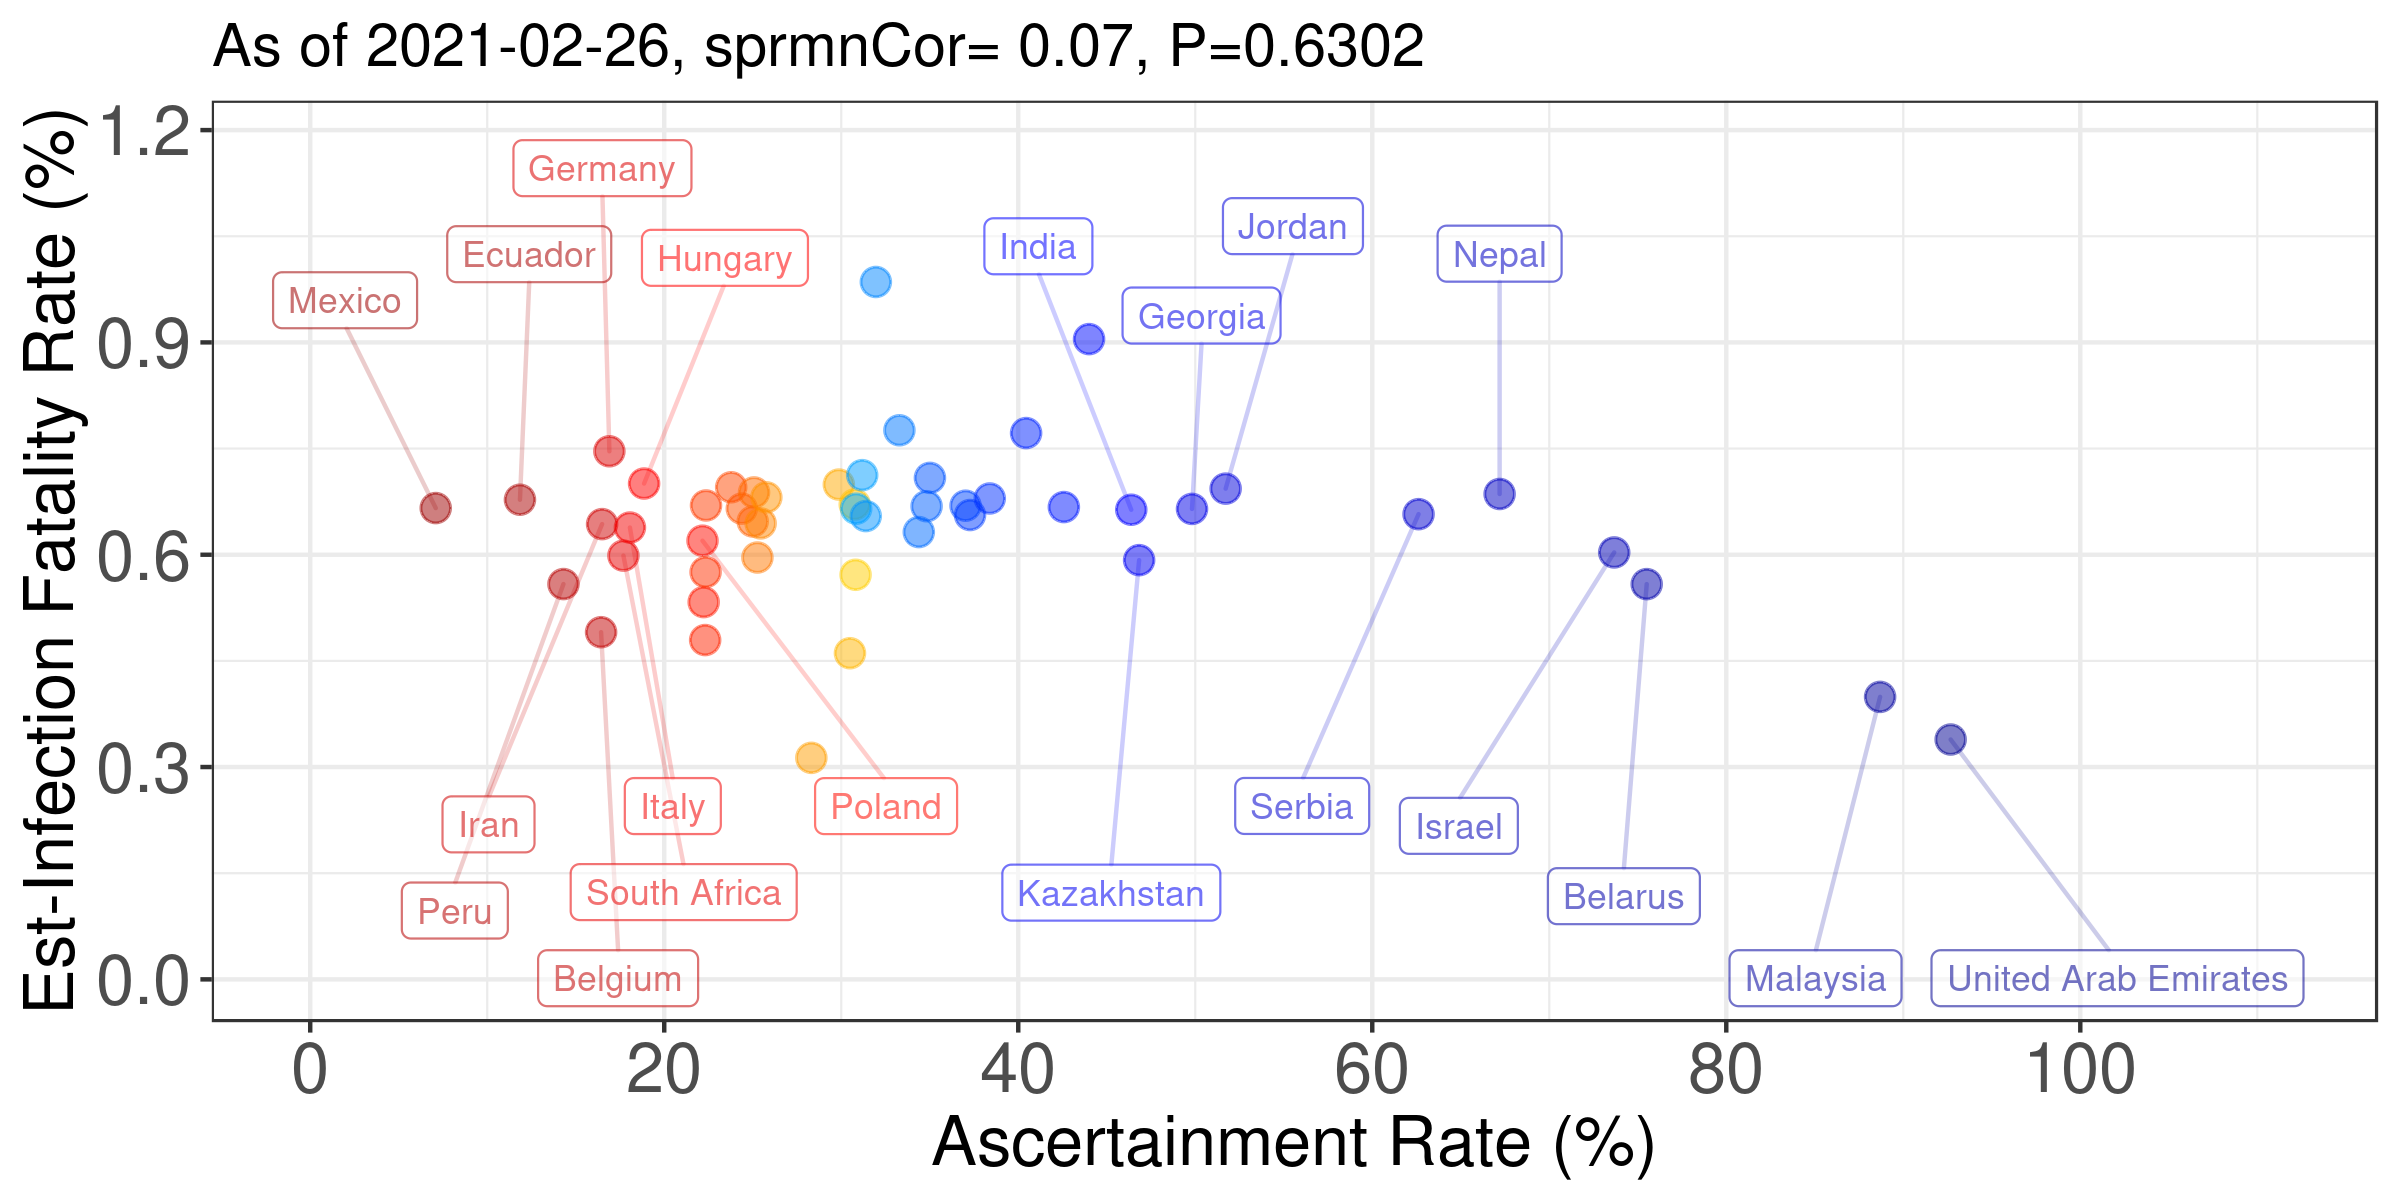 As of 2021-02-26, sprmnCor= 0.07, P=0.6302
Est-Infection Fatality Rate (%)
1.2
0.9
0.6
0.3
0.0
Germany
Jordan
India
Ecuador
Hungary
Nepal
Mexico
Georgia
Italy
Poland
Serbia
Iran
Israel
South Africa
Kazakhstan
Belarus
Peru
Belgium
Malaysia
United Arab Emirates
0
20
40
60
80
100
Ascertainment Rate (%)